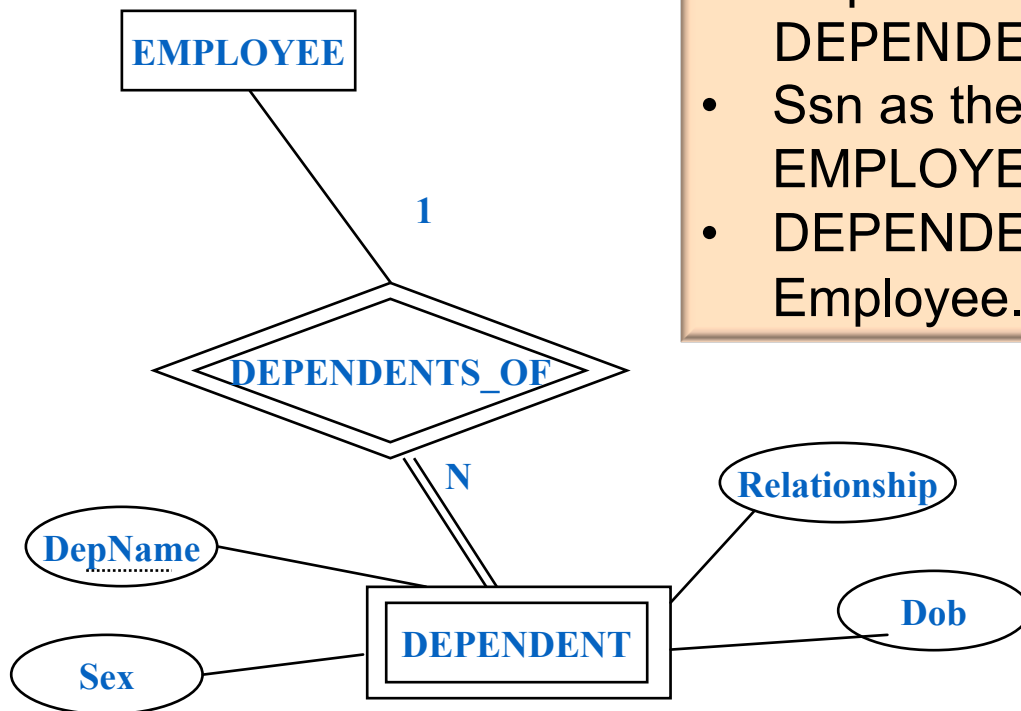 EMPLOYEE
DEPENDE
• Ssn as the
EMPLOYE
• DEPENDE
Employee.
1
DEPENDENTS_OF
N
Relationship
DepName
Dob
DEPENDENT
Sex